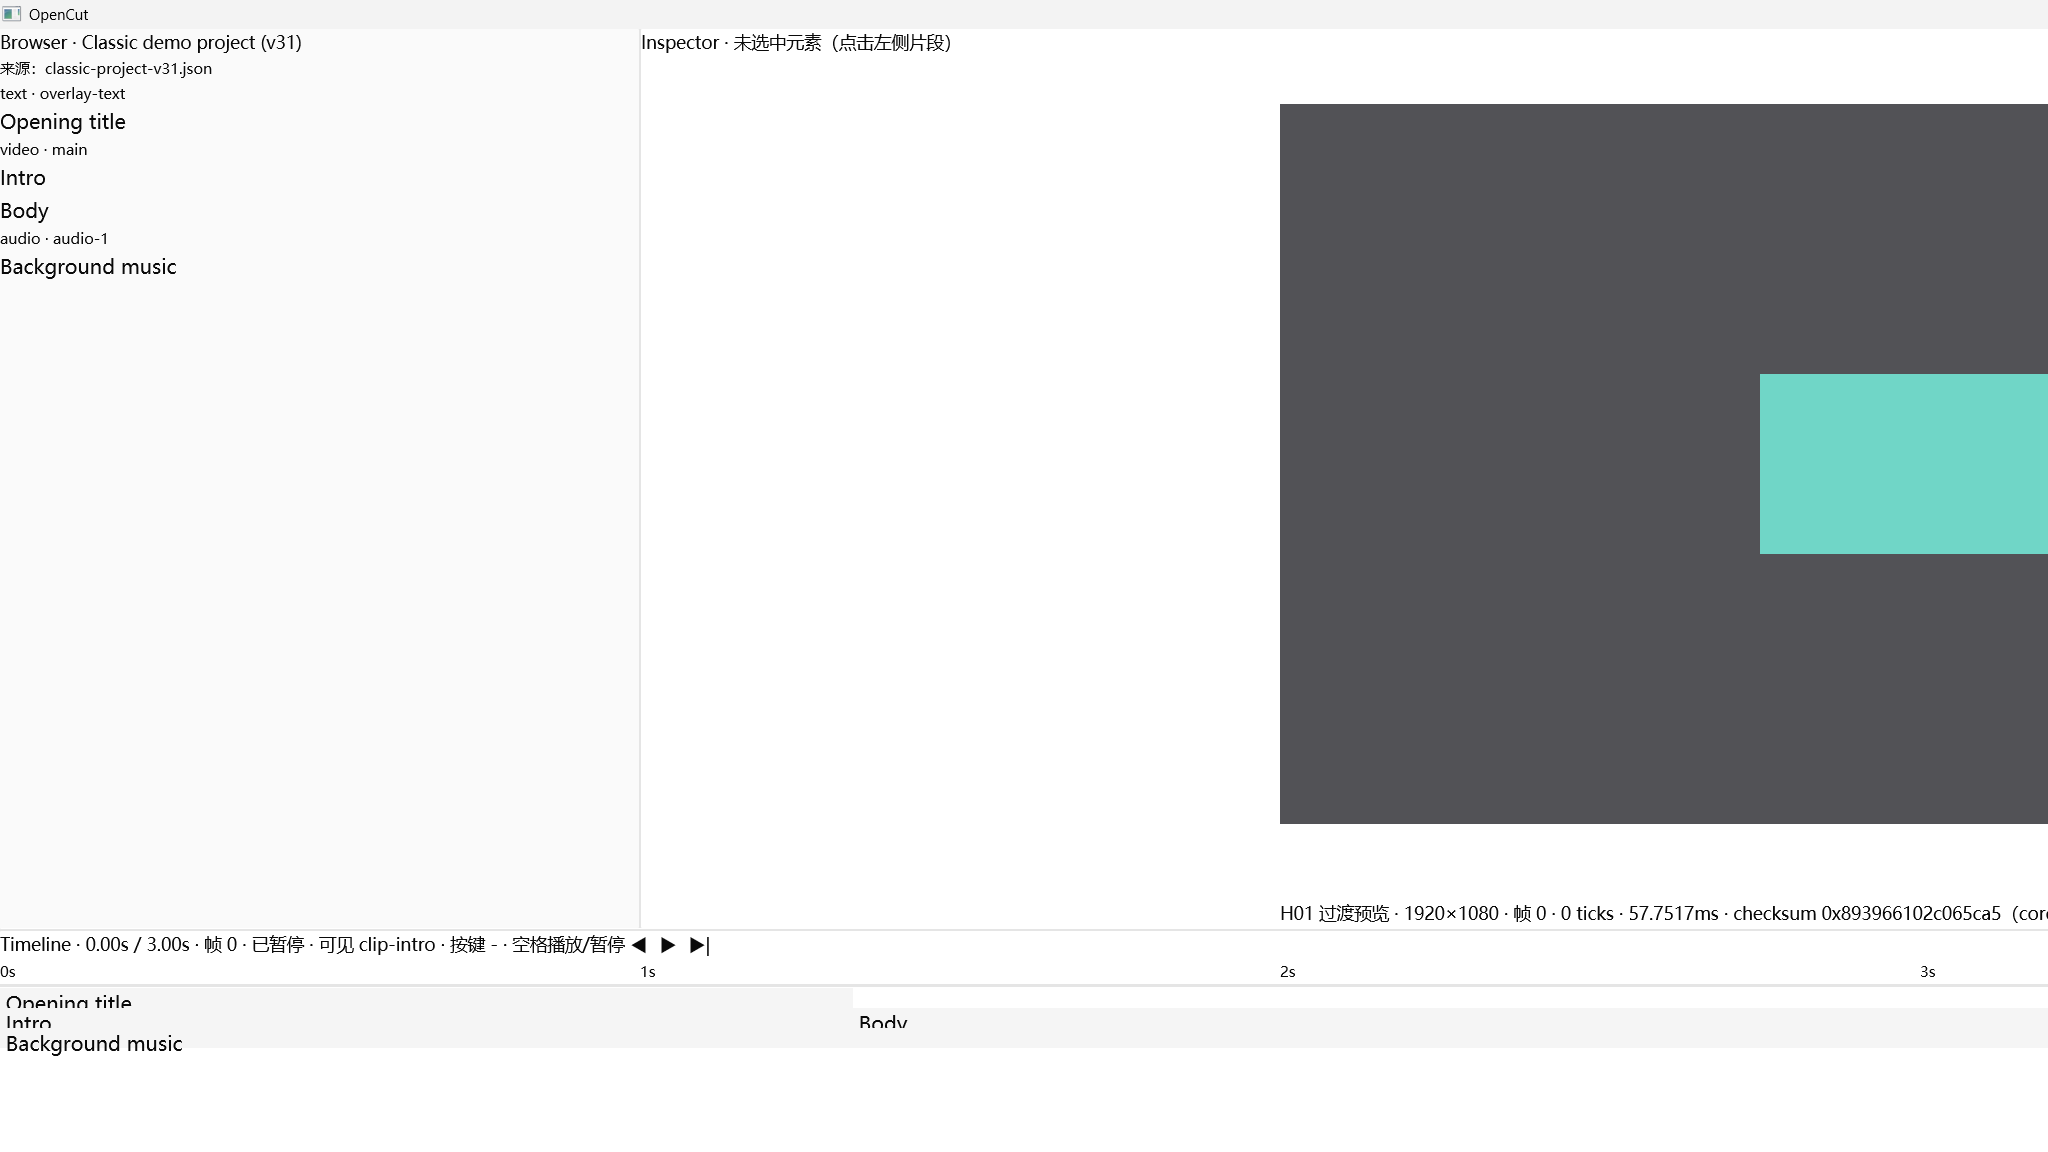 OpenCut
Browser · Classic demo project (v31)
来源：classic-project-v31.json
text · overlay-text
Opening title
video · main
Intro
Body
audio · audio-1
Background music
Inspector · 未选中元素（点击左侧片段）
H01 过渡预览 · 1920×1080 · 帧 0 · 0 ticks · 57.7517ms · checksum 0x893966102c065ca5（cor
Timeline · 0.00s / 3.00s · 帧 0 · 已暂停 · 可见 clip-intro · 按键 - · 空格播放/暂停 ◀ ▶ ▶|
0s 1s 2s 3s
Opening title
Intro Body
Background music